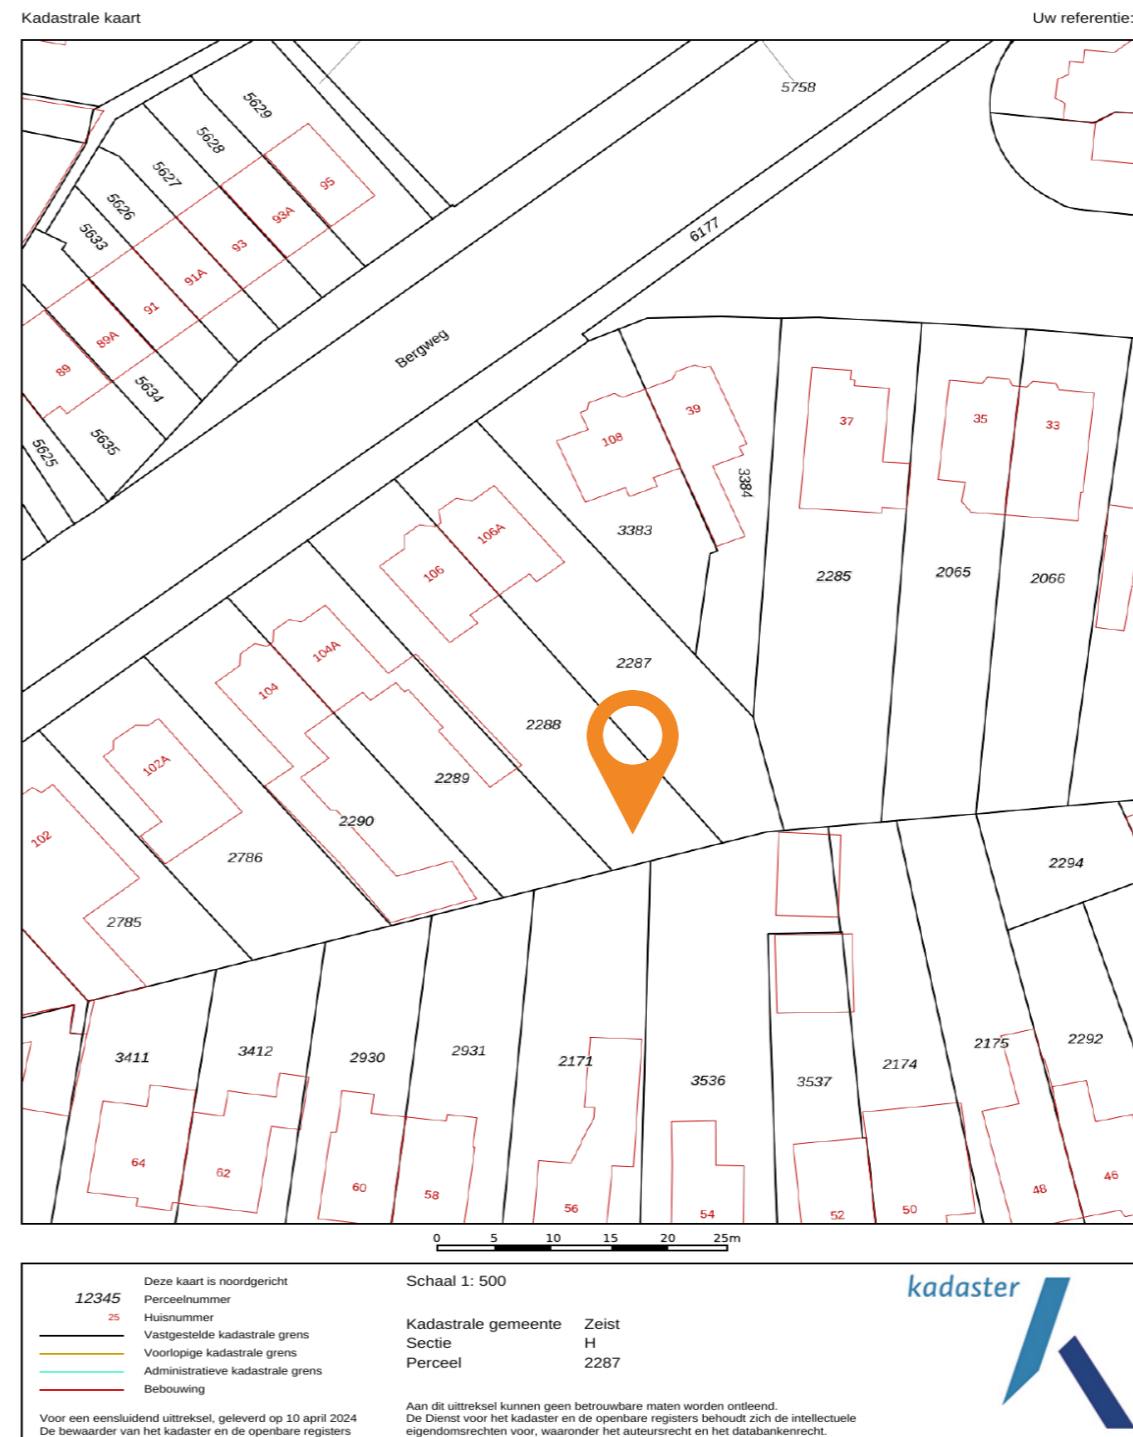 Kadastrale kaart
Uw referentie:
5758
5629
5628
5627
5626
5633
95
93A
93
91A
91
89A
89
5634
5635
5625
6177
Bergweg
108
39
37
35
33
3384
3383
2285
2065
2066
106A
106
104A
104
102A
102
2287
2288
2289
2290
2786
2785
2294
3411
3412
2930
2931
2171
3536
3537
2174
2175
2292
64
62
60
58
56
54
52
50
48
46
0 5 10 15 20 25m
Deze kaart is noordgericht
12345 Perceelnummer
25 Huisnummer
Vastgestelde kadastrale grens
Voorlopige kadastrale grens
Administratieve kadastrale grens
Bebouwing
Voor een eensluidend uittreksel, geleverd op 10 april 2024
De bewaarder van het kadaster en de openbare registers
Schaal 1: 500
Kadastrale gemeente Zeist
Sectie H
Perceel 2287
Aan dit uittreksel kunnen geen betrouwbare maten worden ontleend.
De Dienst voor het kadaster en de openbare registers behoudt zich de intellectuele
eigendomsrechten voor, waaronder het auteursrecht en het databankenrecht.
kadaster